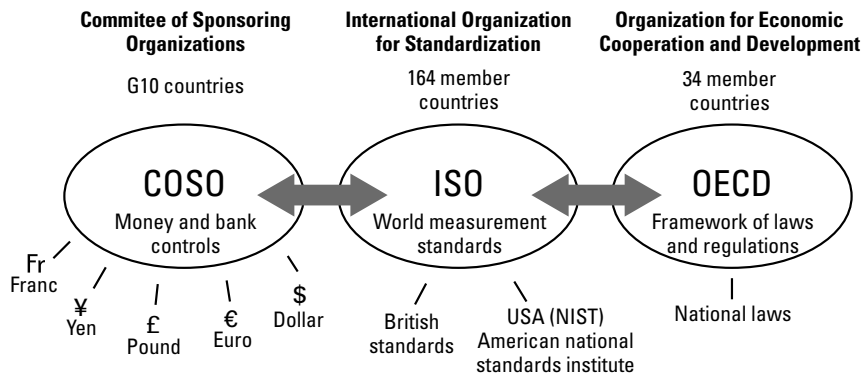 Commitee of Sponsoring
Organizations
G10 countries
International Organization
for Standardization
164 member
countries
Organization for Economic
Cooperation and Development
34 member
countries
COSO
Money and bank
controls
ISO
World measurement
standards
OECD
Framework of laws
and regulations
Fr
Franc
¥
Yen
£
Pound
€
Euro
$
Dollar
British
standards
USA (NIST)
American national
standards institute
National laws